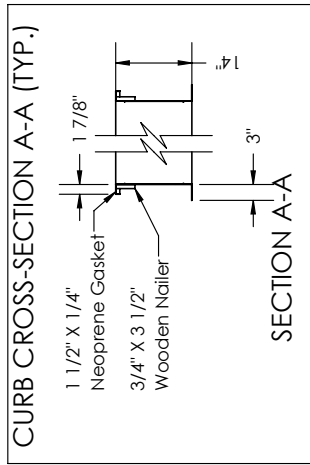 CURB CROSS-SECTION A-A (TYP.)
1 7/8"
1 1/2" X 1/4"
Neoprene Gasket
3/4" X 3 1/2"
Wooden Nailer
14"
3"
SECTION A-A